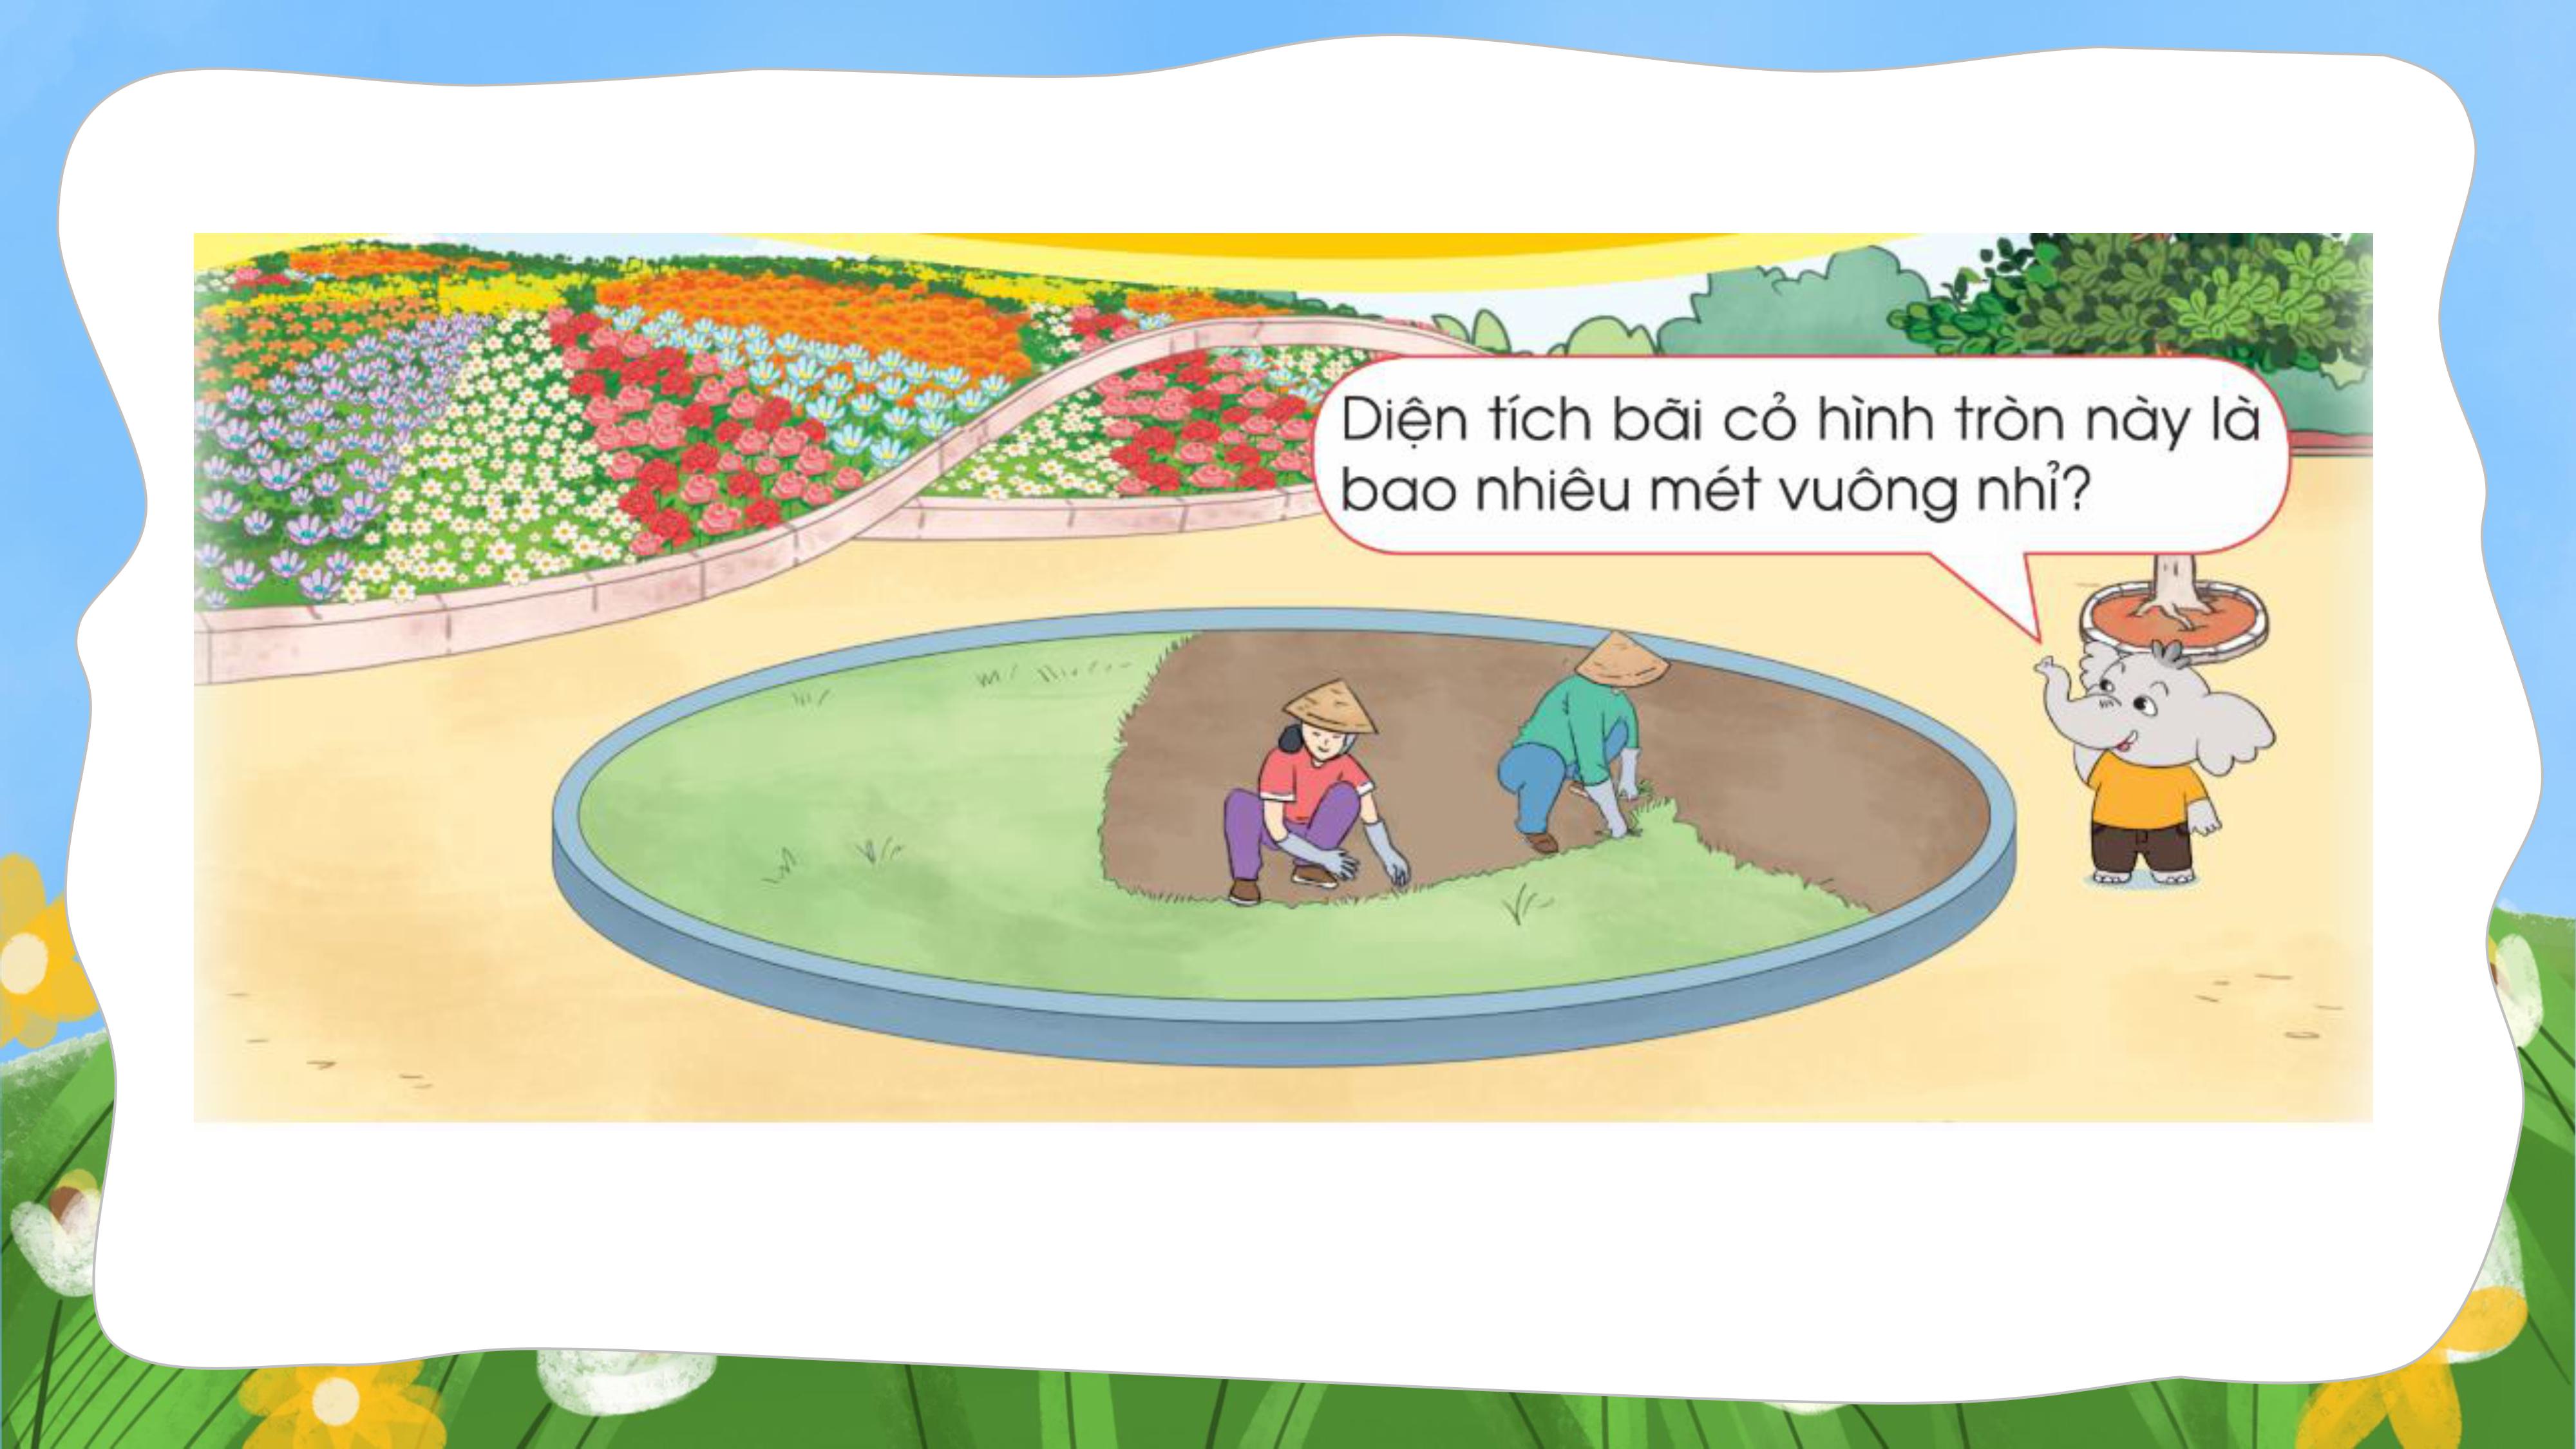 Diện tích bãi cỏ hình tròn này là
bao nhiêu mét vuông nhỉ?